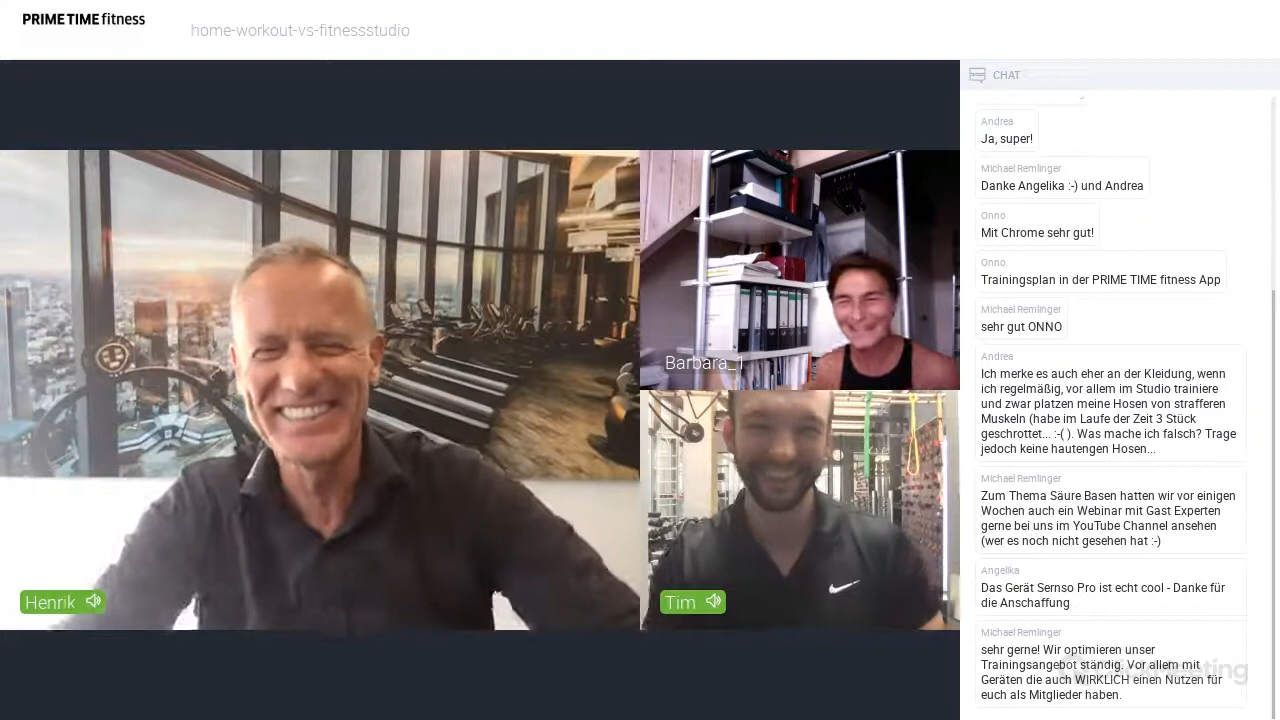 PRIME TIME fitness
home-workout-vs-fitnessstudio
CHAT
Andrea
Ja, super!
Michael Remlinger
Danke Angelika :-) und Andrea
Onno
Mit Chrome sehr gut!
Onno
Trainingsplan in der PRIME TIME fitness App
Michael Remlinger
sehr gut ONNO
Andrea
Ich merke es auch eher an der Kleidung, wenn
ich regelmäßig, vor allem im Studio trainiere
und zwar platzen meine Hosen von strafferen
Muskeln (habe im Laufe der Zeit 3 Stück
geschrottet... :-( ). Was mache ich falsch? Trage
jedoch keine hautengen Hosen...
Michael Remlinger
Zum Thema Säure Basen hatten wir vor einigen
Wochen auch ein Webinar mit Gast Experten
gerne bei uns im YouTube Channel ansehen
(wer es noch nicht gesehen hat :-)
Angelika
Das Gerät Sernso Pro ist echt cool - Danke für
die Anschaffung
Michael Remlinger
sehr gerne! Wir optimieren unser
Trainingsangebot ständig. Vor allem mit
Geräten die auch WIRKLICH einen Nutzen für
euch als Mitglieder haben.
Barbara_1
Henrik
Tim